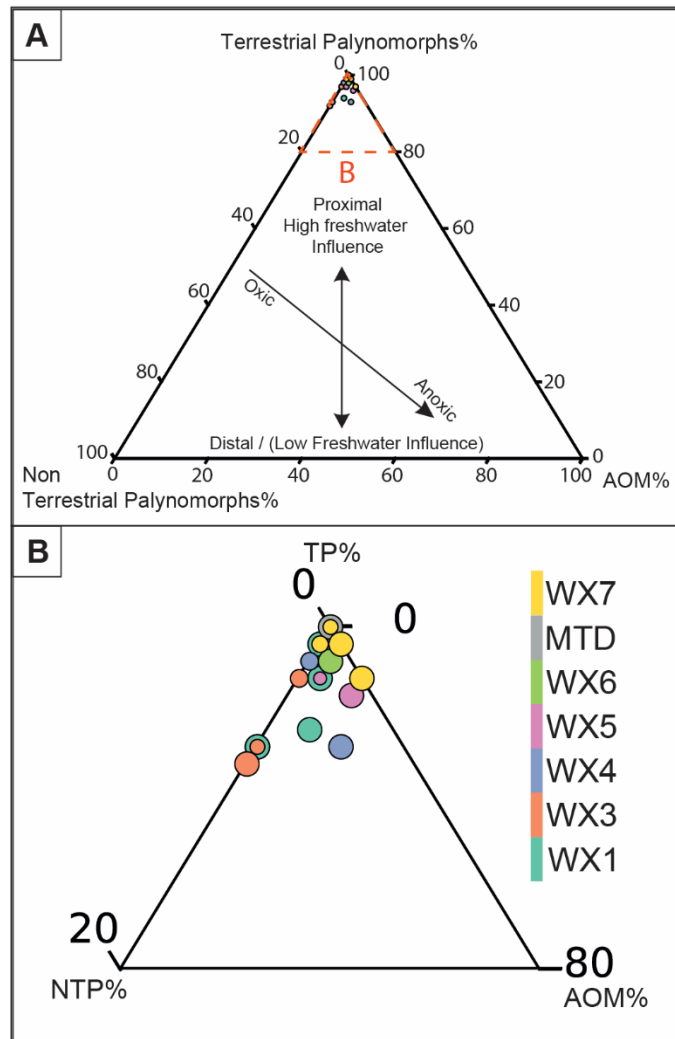 A
Terrestrial Palynomorphs%
0
100
20
80
B
Proximal
High freshwater
Influence
40
60
Oxic
60
40
80
20
Anoxic
Distal / (Low Freshwater Influence)
100
0
0
20
40
60
80
100
Non
Terrestrial Palynomorphs%
AOM%
B
TP%
0
0
WX7
MTD
WX6
WX5
WX4
WX3
WX1
20
80
NTP%
AOM%